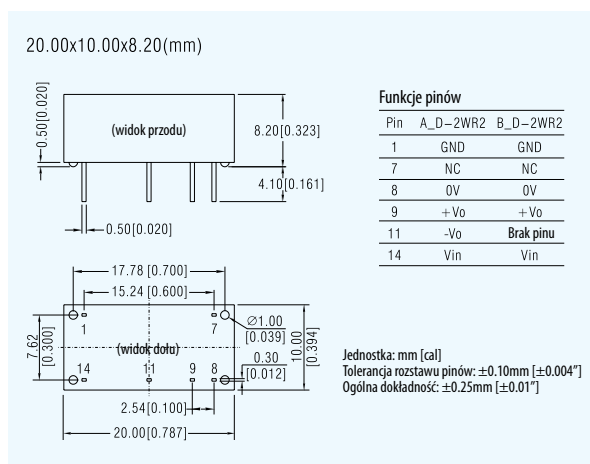 20.00x10.00x8.20(mm)
0.50[0.020]
(widok przodu)
8.20[0.323]
4.10[0.161]
0.50[0.020]
Funkcje pinów
Pin A_D-2WR2 B_D-2WR2
1 GND GND
7 NC NC
8 0V 0V
9 +Vo +Vo
11 -Vo Brak pinu
14 Vin Vin
17.78 [0.700]
15.24 [0.600]
1 7
∅1.00
[0.039]
7.62
[0.300]
(widok dołu)
10.00
[0.394]
0.30
[0.012]
14 11 9 8
2.54[0.100]
20.00[0.787]
Jednostka: mm [cal]
Tolerancja rozstawu pinów: ±0.10mm [±0.004″]
Ogólna dokładność: ±0.25mm [±0.01″]